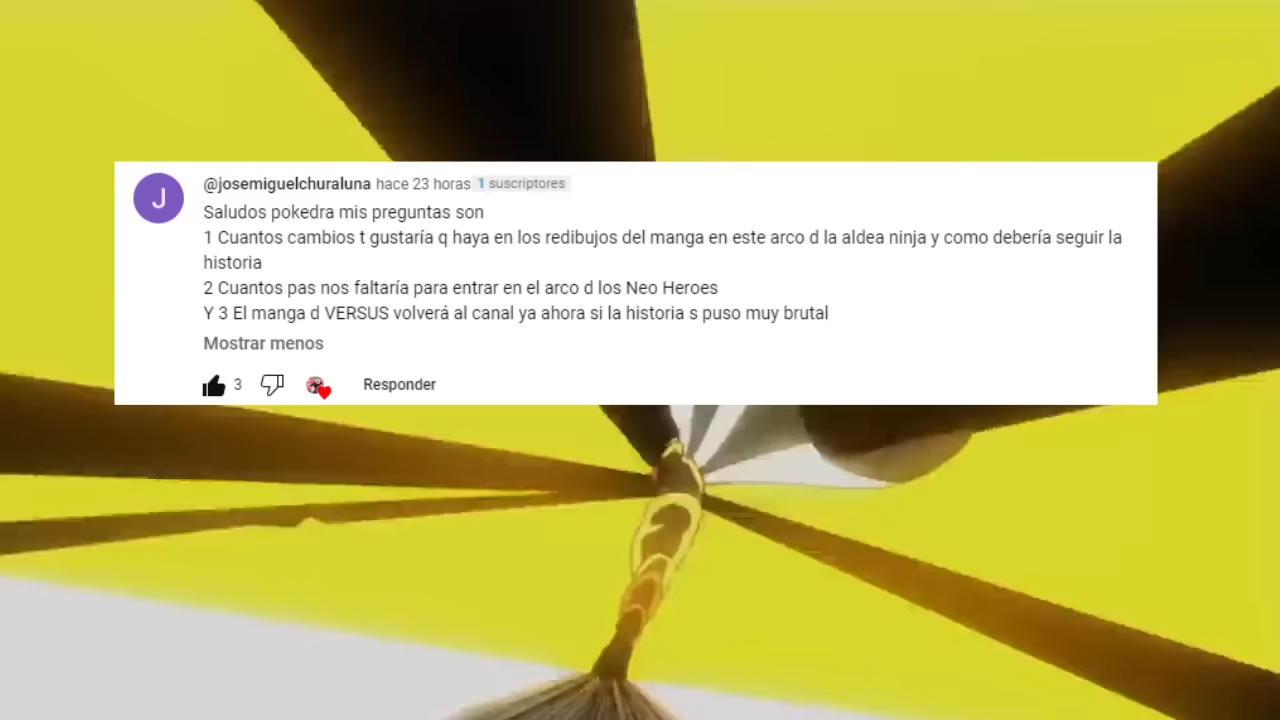 J
@josemiguelchuraluna hace 23 horas 1 suscriptores
Saludos pokedra mis preguntas son
1 Cuantos cambios t gustaría q haya en los redibujos del manga en este arco d la aldea ninja y como debería seguir la
historia
2 Cuantos pas nos faltaría para entrar en el arco d los Neo Heroes
Y 3 El manga d VERSUS volverá al canal ya ahora si la historia s puso muy brutal
Mostrar menos
3 Responder